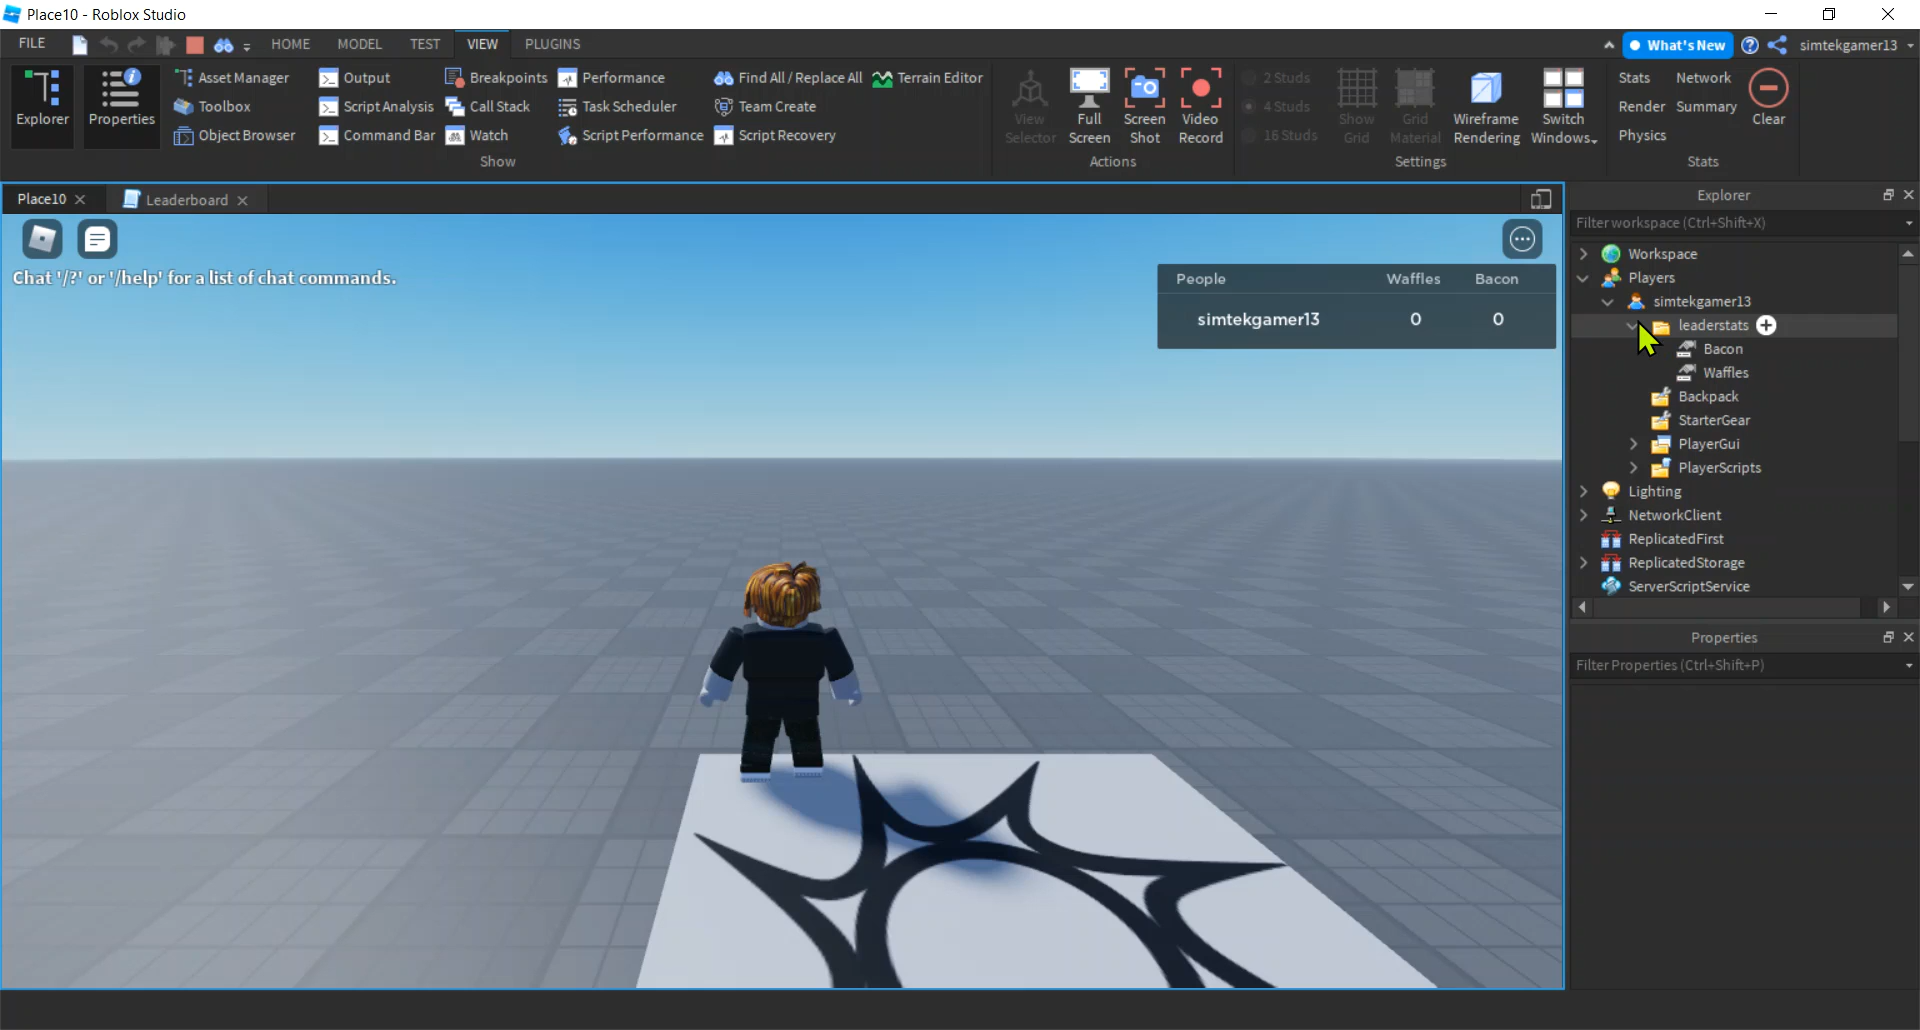 Place10 - Roblox Studio
FILE HOME MODEL TEST VIEW PLUGINS What's New simtekgamer13
Explorer
Properties
Asset Manager
Toolbox
Object Browser
Output
Script Analysis
Command Bar
Breakpoints
Call Stack
Watch
Performance
Task Scheduler
Script Performance
Find All / Replace All
Team Create
Script Recovery
Terrain Editor
Show
View
Selector
Full
Screen
Screen
Shot
Video
Record
Actions
2 Studs
4 Studs
16 Studs
Show
Grid
Grid
Material
Wireframe
Rendering
Switch
Windows
Settings
Stats Network
Render Summary
Physics
Clear
Stats
Place10 Leaderboard
Chat '/?' or '/help' for a list of chat commands.
People Waffles Bacon
simtekgamer13 0 0
Explorer
Filter workspace (Ctrl+Shift+X)
Workspace
Players
simtekgamer13
leaderstats
Bacon
Waffles
Backpack
StarterGear
PlayerGui
PlayerScripts
Lighting
NetworkClient
ReplicatedFirst
ReplicatedStorage
ServerScriptService
Properties
Filter Properties (Ctrl+Shift+P)